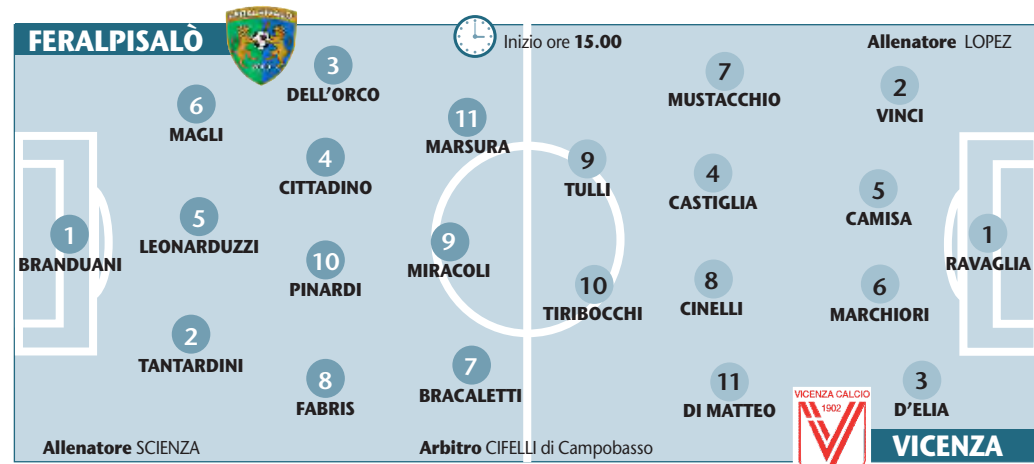 FERALPISALÒ
FERALPISALÒ
Inizio ore 15.00
Allenatore LOPEZ
1
BRANDUANI
6
MAGLI
5
LEONARDUZZI
2
TANTARDINI
3
DELL'ORCO
4
CITTADINO
10
PINARDI
8
FABRIS
11
MARSURA
9
MIRACOLI
7
BRACALETTI
9
TULLI
10
TIRIBOCCHI
7
MUSTACCHIO
4
CASTIGLIA
8
CINELLI
11
DI MATTEO
2
VINCI
5
CAMISA
6
MARCHIORI
3
D'ELIA
1
RAVAGLIA
Allenatore SCIENZA
Arbitro CIFELLI di Campobasso
VICENZA CALCIO
1902
VICENZA